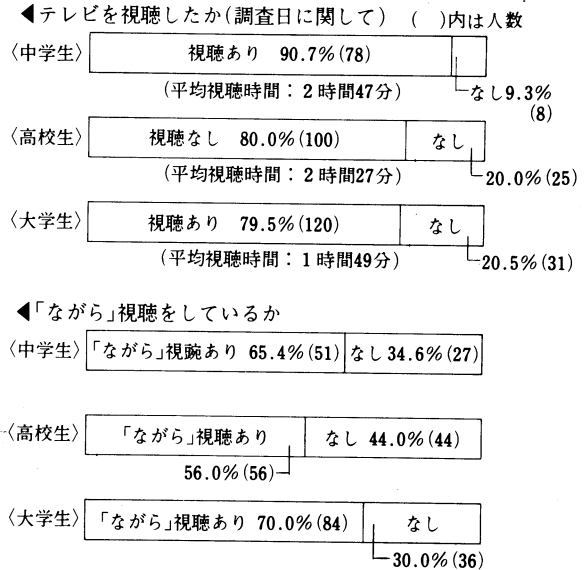 ◀テレビを視聴したか(調査日に関して)　(　)内は人数
〈中学生〉 視聴あり 90.7%(78)
(平均視聴時間：2時間47分) なし9.3%
(8)
〈高校生〉 視聴なし 80.0%(100) なし
(平均視聴時間：2時間27分) 20.0%(25)
〈大学生〉 視聴あり 79.5%(120) なし
(平均視聴時間：1時間49分) 20.5%(31)
◀「ながら」視聴をしているか
〈中学生〉 「ながら」視豌あり 65.4%(51) なし34.6%(27)
〈高校生〉 「ながら」視聴あり なし 44.0%(44)
56.0%(56)
〈大学生〉 「ながら」視聴あり 70.0%(84) なし
30.0%(36)